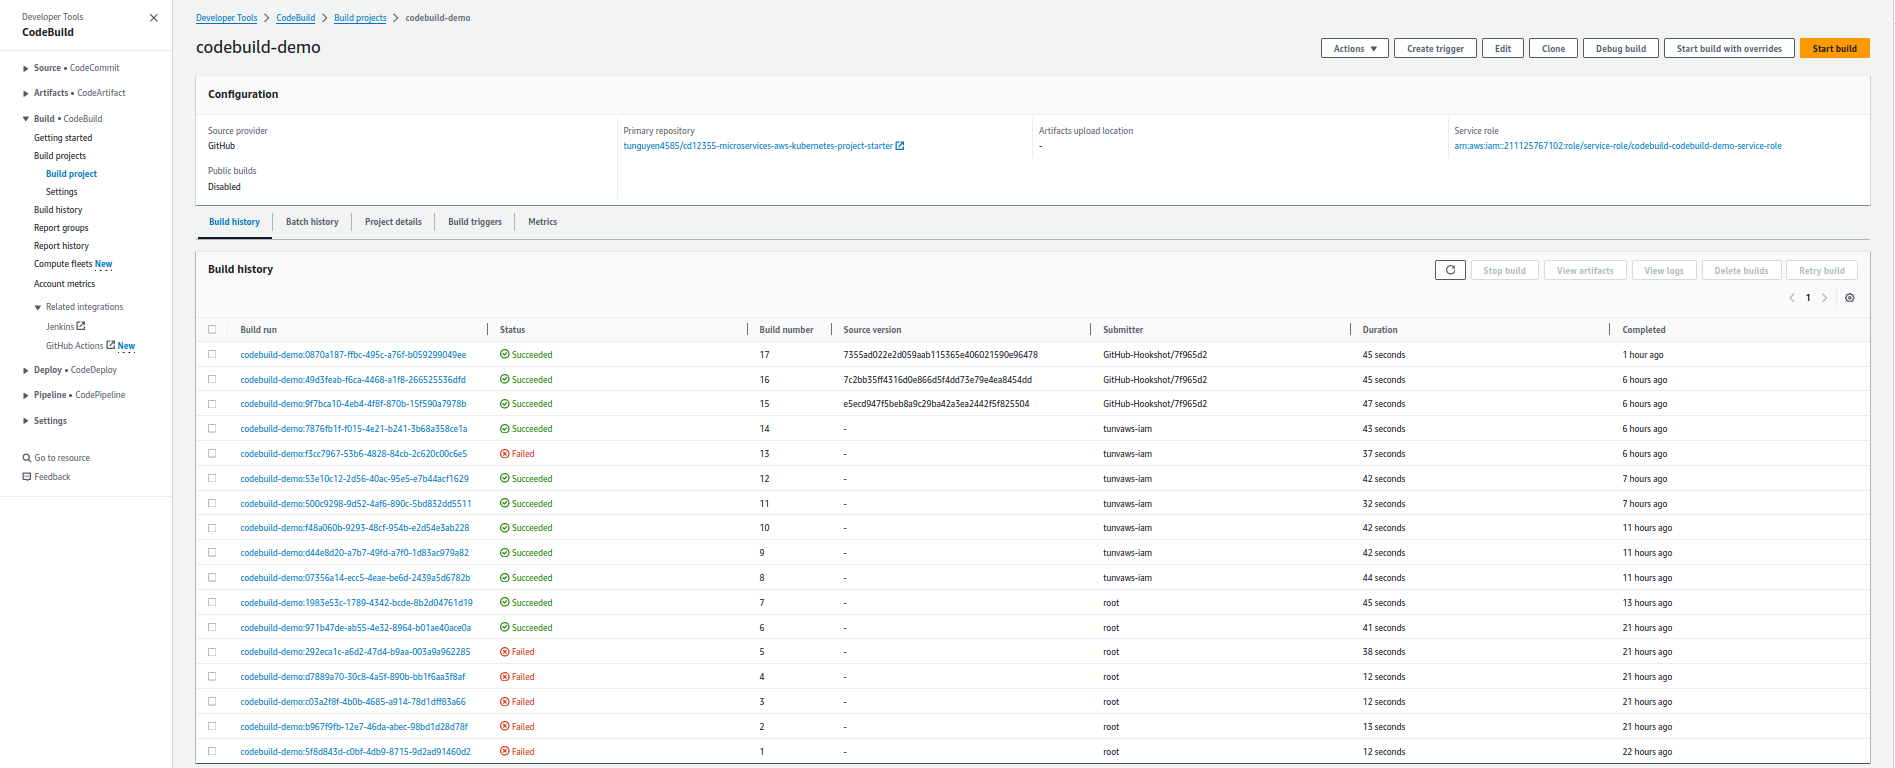 Developer Tools
CodeBuild
Source • CodeCommit
Artifacts • CodeArtifact
Build • CodeBuild
Getting started
Build projects
Build project
Settings
Build history
Report groups
Report history
Compute fleets New
Account metrics
Related integrations
Jenkins
GitHub Actions New
Deploy • CodeDeploy
Pipeline • CodePipeline
Settings
Go to resource
Feedback
Developer Tools > CodeBuild > Build projects > codebuild-demo
codebuild-demo
Actions Create trigger Edit Clone Debug build Start build with overrides Start build
Configuration
Source provider Primary repository Artifacts upload location Service role
GitHub tunguyen4585/cd12355-microservices-aws-kubernetes-project-starter - arn:aws:iam::211125767102:role/service-role/codebuild-codebuild-demo-service-role
Public builds
Disabled
Build history Batch history Project details Build triggers Metrics
Build history
Stop build View artifacts View logs Delete builds Retry build
< 1 >
Build run Status Build number Source version Submitter Duration Completed
codebuild-demo:0870a187-ffbc-495c-a76f-b059299049ee Succeeded 17 7355ad022e2d059aab115365e406021590e96478 GitHub-Hookshot/7f965d2 45 seconds 1 hour ago
codebuild-demo:49d3feab-f6ca-4468-a1f8-266525536dfd Succeeded 16 7c2bb35ff4316d0e866d5f4dd73e79e4ea8454dd GitHub-Hookshot/7f965d2 45 seconds 6 hours ago
codebuild-demo:9f7bca10-4eb4-4f8f-870b-15f590a7978b Succeeded 15 e5ecd947f5beb8a9c29ba42a3ea2442f5f825504 GitHub-Hookshot/7f965d2 47 seconds 6 hours ago
codebuild-demo:7876fb1f-f015-4e21-b241-3b68a358ce1a Succeeded 14 - tunvaws-iam 43 seconds 6 hours ago
codebuild-demo:f3cc7967-53b6-4828-84cb-2c620c00c6e5 Failed 13 - tunvaws-iam 37 seconds 6 hours ago
codebuild-demo:53e10c12-2d56-40ac-95e5-e7b44acf1629 Succeeded 12 - tunvaws-iam 42 seconds 7 hours ago
codebuild-demo:500c9298-9d52-4af6-890c-5bd832dd5511 Succeeded 11 - tunvaws-iam 32 seconds 7 hours ago
codebuild-demo:f48a060b-9293-48cf-954b-e2d54e3ab228 Succeeded 10 - tunvaws-iam 42 seconds 11 hours ago
codebuild-demo:d44e8d20-a7b7-49fd-a7f0-1d83ac979a82 Succeeded 9 - tunvaws-iam 42 seconds 11 hours ago
codebuild-demo:07356a14-ecc5-4eae-be6d-2439a5d6782b Succeeded 8 - tunvaws-iam 44 seconds 11 hours ago
codebuild-demo:1983e53c-1789-4342-bcde-8b2d04761d19 Succeeded 7 - root 45 seconds 13 hours ago
codebuild-demo:971b47de-ab55-4e32-8964-b01ae40ace0a Succeeded 6 - root 41 seconds 21 hours ago
codebuild-demo:292eca1c-a6d2-47d4-b9aa-003a9a962285 Failed 5 - root 38 seconds 21 hours ago
codebuild-demo:d7889a70-30c8-4a5f-890b-bb1f6aa3f8af Failed 4 - root 12 seconds 21 hours ago
codebuild-demo:c03a2f8f-4b0b-4685-a914-78d1dff83a66 Failed 3 - root 12 seconds 21 hours ago
codebuild-demo:b967f9fb-12e7-46da-abec-98bd1d28d78f Failed 2 - root 13 seconds 21 hours ago
codebuild-demo:5f8d843d-c0bf-4db9-8715-9d2ad91460d2 Failed 1 - root 12 seconds 22 hours ago